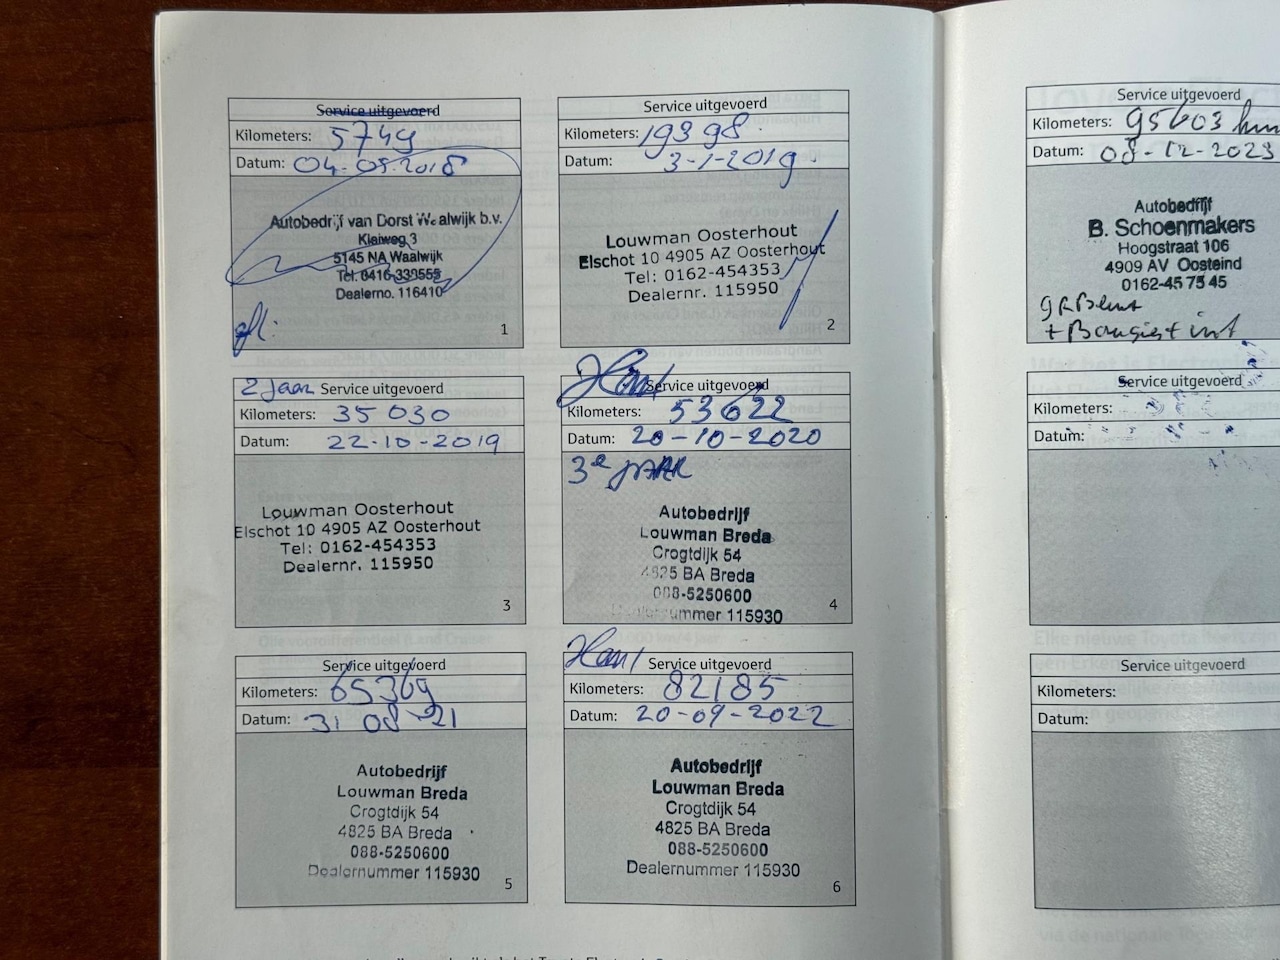 Service uitgevoerd
Kilometers: 5749
Datum: 04-09-2018
Autobedrijf van Dorst Waalwijk b.v.
Kleiweg 3
5145 NA Waalwijk
Tel: 0416-339555
Dealerno. 116410
afl.
1
Service uitgevoerd
Kilometers: 19398.
Datum: 3-1-2019.
Louwman Oosterhout
Elschot 10 4905 AZ Oosterhout
Tel: 0162-454353
Dealernr. 115950
2
2 Jaar Service uitgevoerd
Kilometers: 35 030
Datum: 22-10-2019
Louwman Oosterhout
Elschot 10 4905 AZ Oosterhout
Tel: 0162-454353
Dealernr. 115950
3
Service uitgevoerd
Kilometers: 53622
Datum: 20-10-2020
3e JAAR
Autobedrijf
Louwman Breda
Crogtdijk 54
4825 BA Breda
088-5250600
Dealernummer 115930
4
Service uitgevoerd
Kilometers: 65369
Datum: 31 08-21
Autobedrijf
Louwman Breda
Crogtdijk 54
4825 BA Breda
088-5250600
Dealernummer 115930
5
Service uitgevoerd
Kilometers: 82185
Datum: 20-09-2022
Autobedrijf
Louwman Breda
Crogtdijk 54
4825 BA Breda
088-5250600
Dealernummer 115930
6
Service uitgevoerd
Kilometers: 95603 km
Datum: 08-12-2023
Autobedrijf
B. Schoenmakers
Hoogstraat 106
4909 AV Oosteind
0162-45 75 45
Service uitgevoerd
Kilometers:
Datum:
Service uitgevoerd
Kilometers:
Datum: